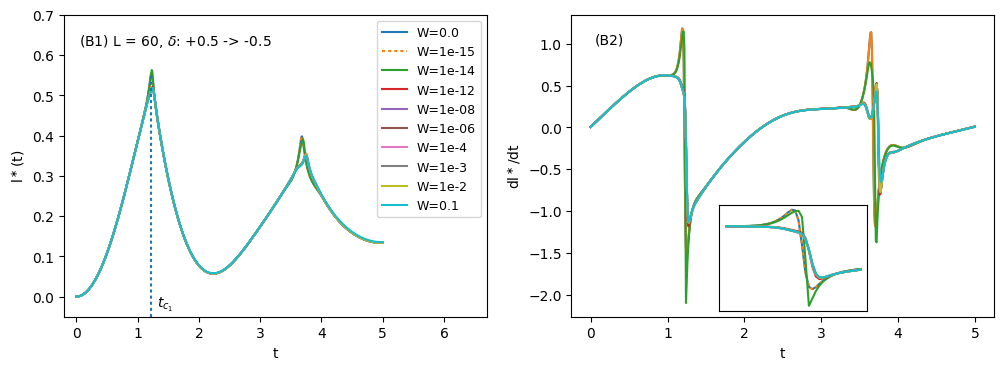 (B1) L = 60, δ: +0.5 -> -0.5
W=0.0
W=1e-15
W=1e-14
W=1e-12
W=1e-08
W=1e-06
W=1e-4
W=1e-3
W=1e-2
W=0.1
0.7
0.6
0.5
0.4
0.3
0.2
0.1
0.0
l*(t)
t_{c_1}
0 1 2 3 4 5 6
t
(B2)
1.0
0.5
0.0
−0.5
−1.0
−1.5
−2.0
dl*/dt
0 1 2 3 4 5
t